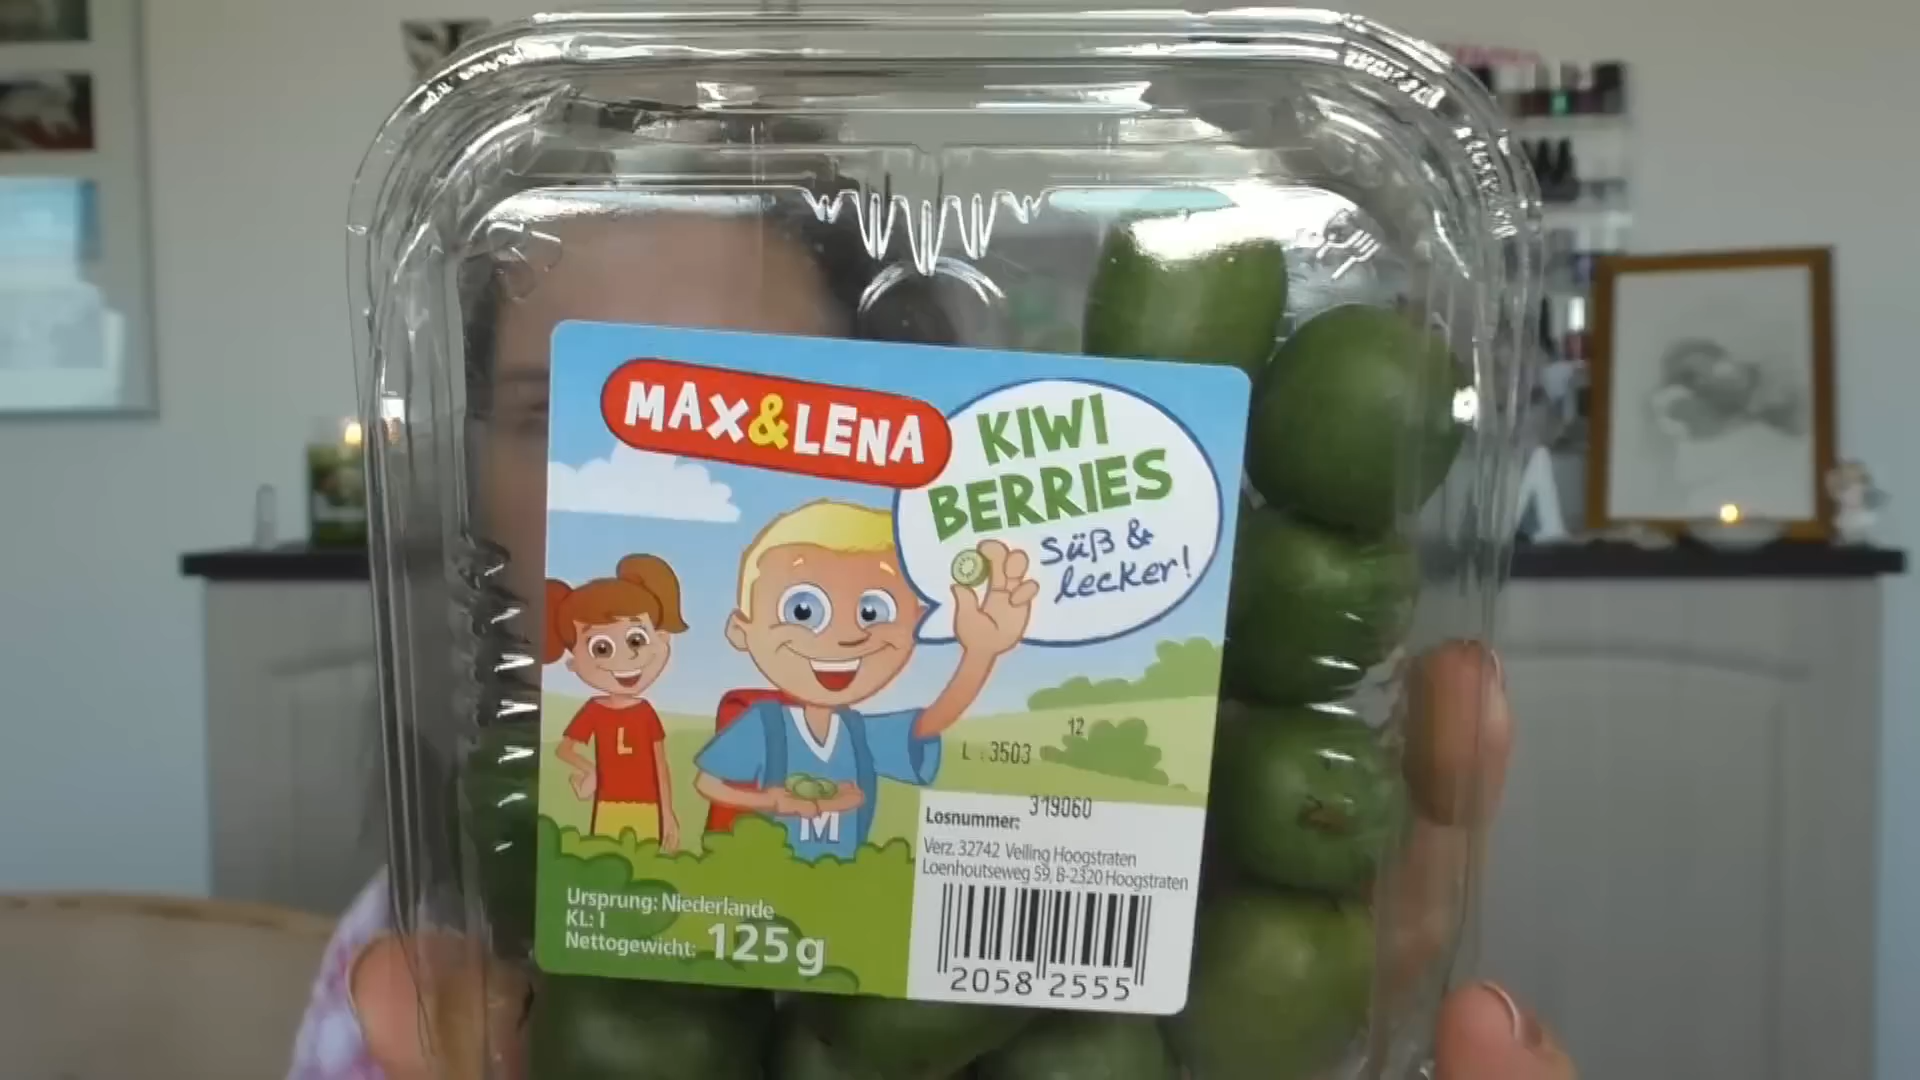 MAX&LENA
KIWI
BERRIES
Süß &
lecker!
L
M
12
L : 3503
Losnummer: 319060
Verz. 32742 Veiling Hoogstraten
Loenhoutseweg 59, B-2320 Hoogstraten
Ursprung: Niederlande
KL: I
Nettogewicht: 125g
2058 2555